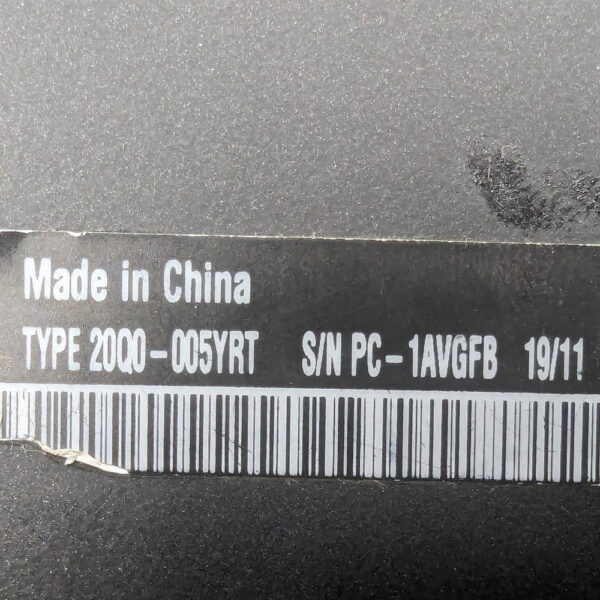 Made in China
TYPE 20Q0-005YRT S/N PC-1AVGFB 19/11